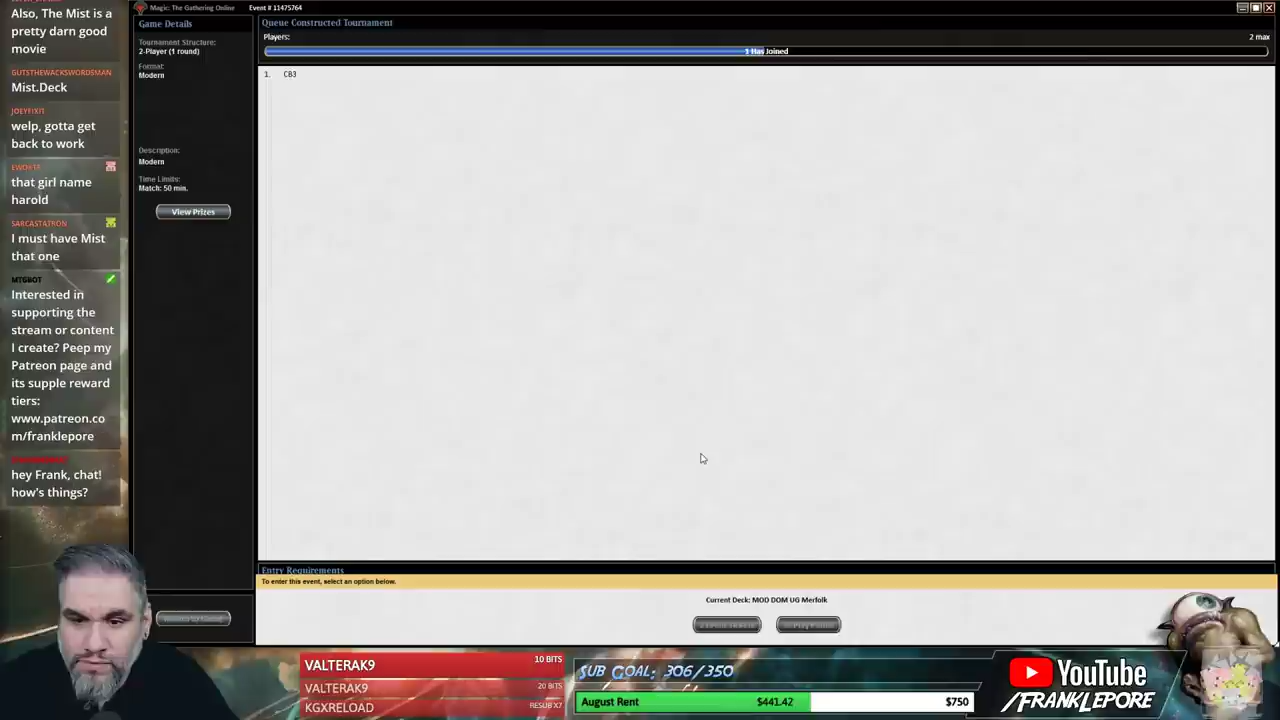 Also, The Mist is a
pretty darn good
movie
GUTSTHEWACKSWORDSMAN
Mist.Deck
JOEYFIXIT
welp, gotta get
back to work
that girl name
harold
SARCASTATRON
I must have Mist
that one
MTGBOT
Interested in
supporting the
stream or content
I create? Peep my
Patreon page and
its supple reward
tiers:
www.patreon.co
m/franklepore
hey Frank, chat!
how's things?
Magic: The Gathering Online Event # 11475764
Game Details
Tournament Structure:
2-Player (1 round)
Format:
Modern
Description:
Modern
Time Limits:
Match: 50 min.
View Prizes
Queue Constructed Tournament
Players: 2 max
1 Has Joined
1. CB3
Entry Requirements
To enter this event, select an option below.
Current Deck: MOD DOM UG Merfolk
VALTERAK9 10 BITS
VALTERAK9 20 BITS
KGXRELOAD RESUB X7
SUB GOAL: 306/350
August Rent $441.42 $750
YouTube
/FRANKLEPORE